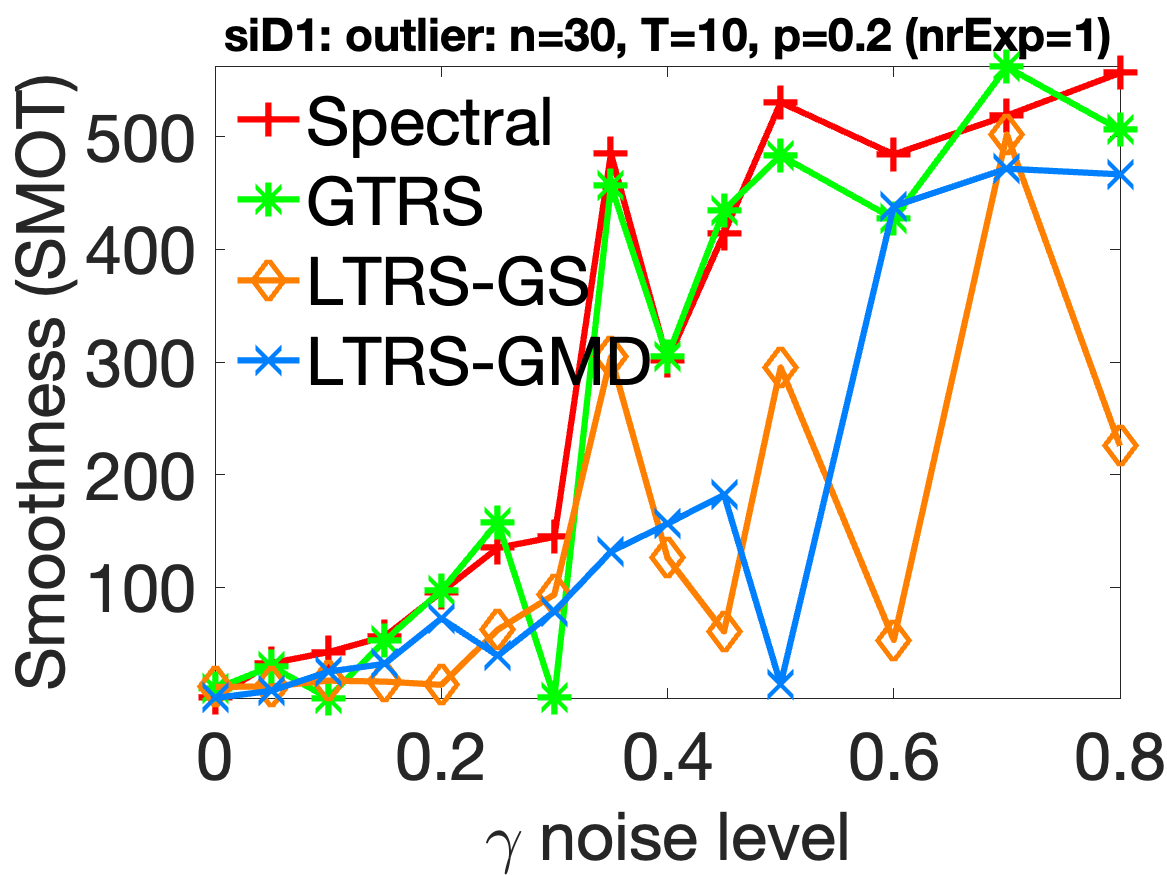 siD1: outlier: n=30, T=10, p=0.2 (nrExp=1)
Smoothness (SMOT)
500
400
300
200
100
Spectral
GTRS
LTRS-GS
LTRS-GMD
0 0.2 0.4 0.6 0.8
γ noise level